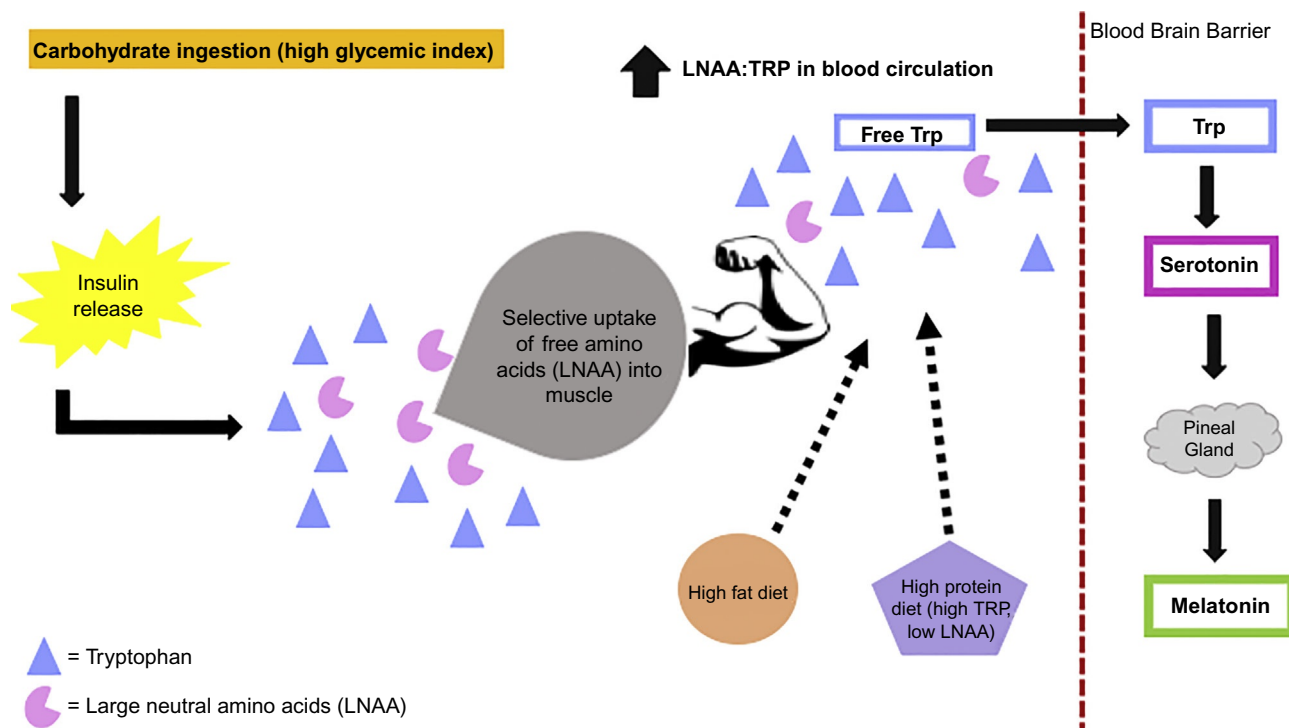 Carbohydrate ingestion (high glycemic index)
LNAA:TRP in blood circulation
Blood Brain Barrier
Free Trp
Trp
Insulin
release
Selective uptake
of free amino
acids (LNAA) into
muscle
Serotonin
Pineal
Gland
High fat diet
High protein
diet (high TRP,
low LNAA)
Melatonin
= Tryptophan
= Large neutral amino acids (LNAA)